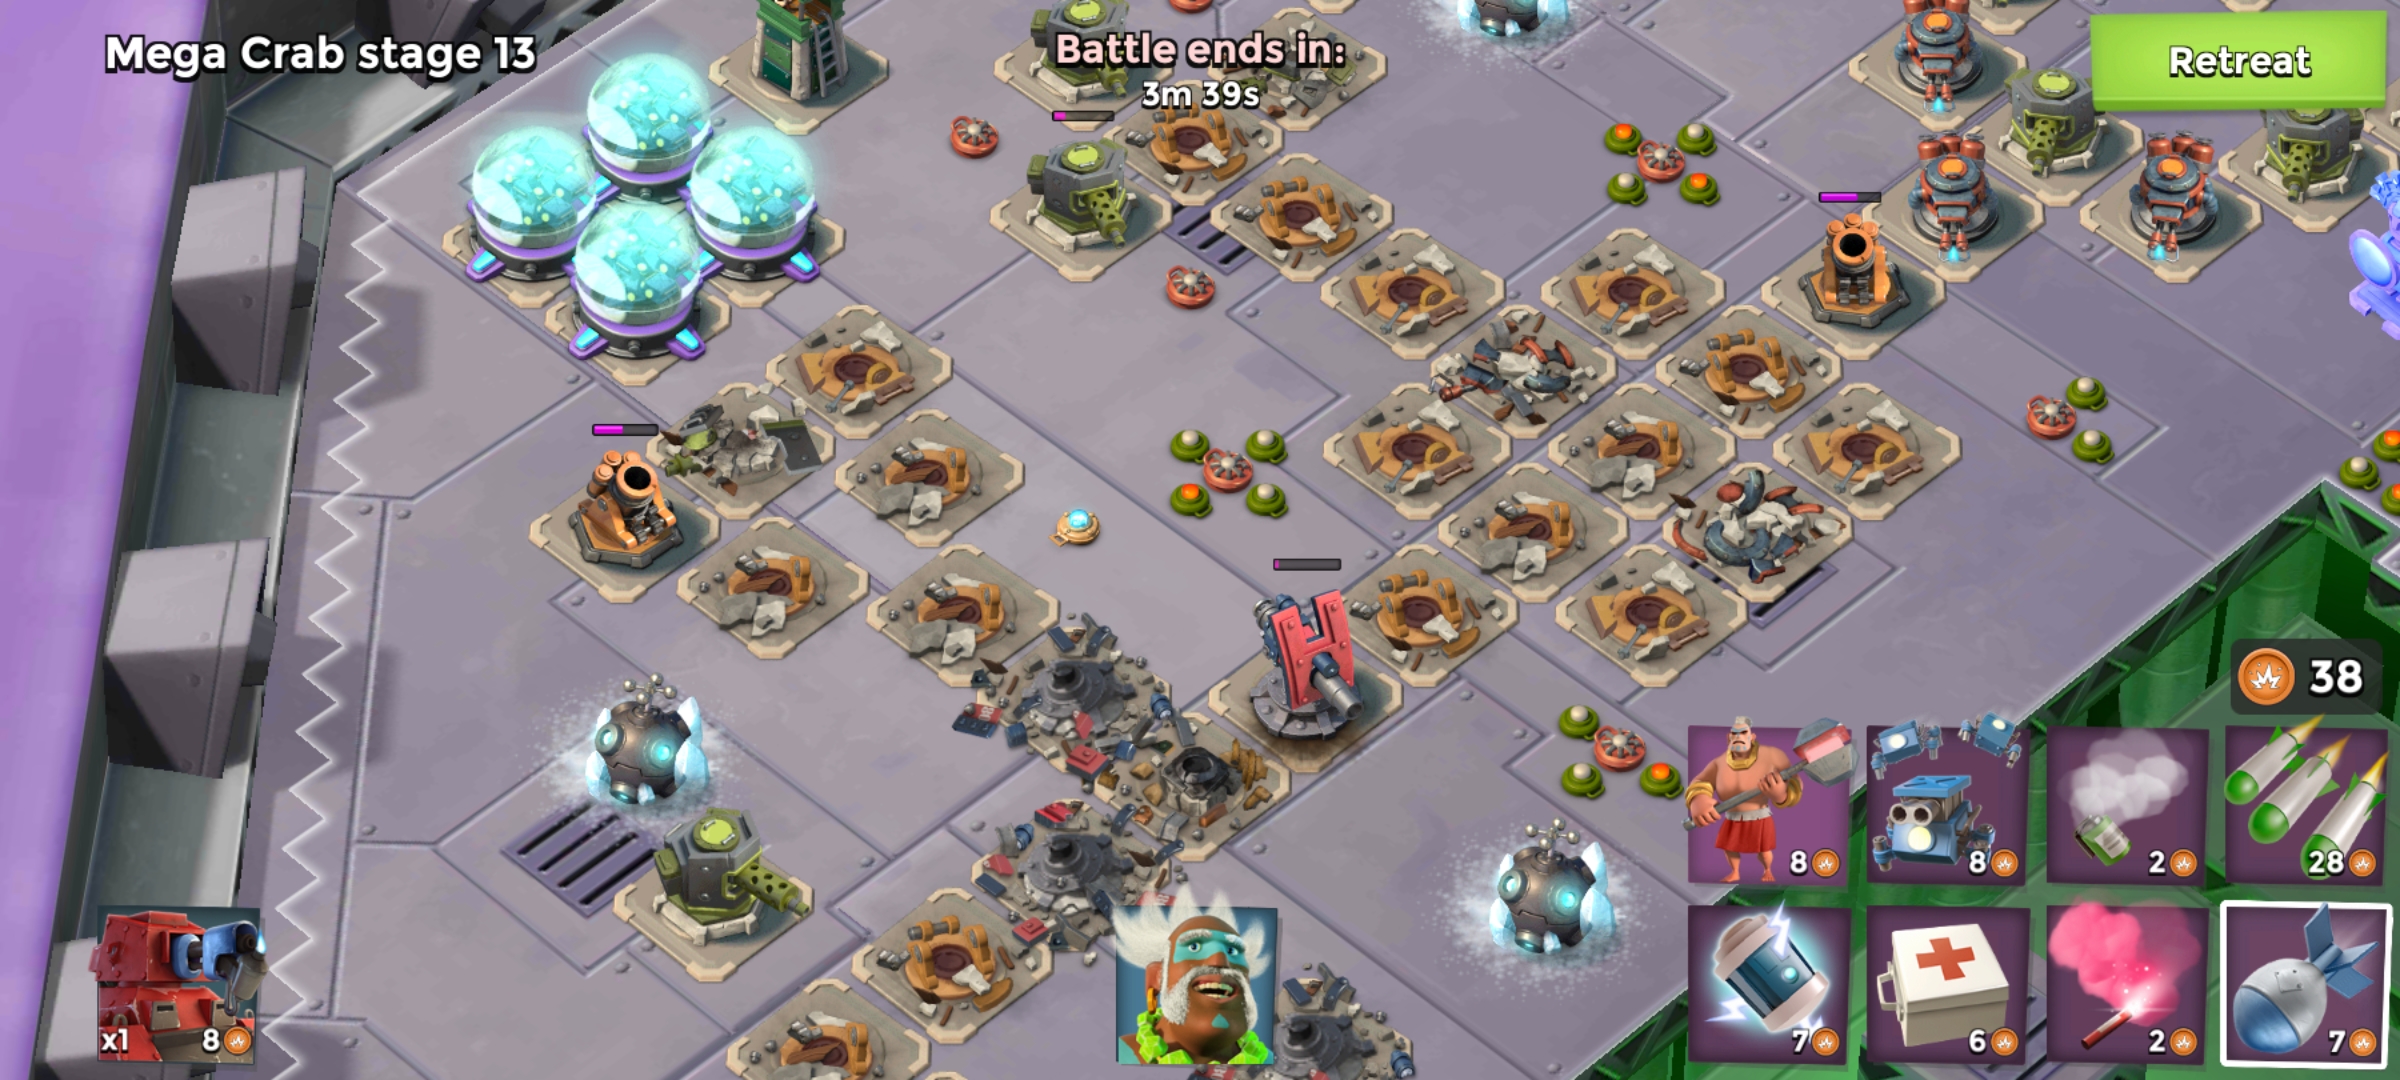 Mega Crab stage 13
Battle ends in:
3m 39s
Retreat
38
8
8
2
28
x1
8
7
6
2
7